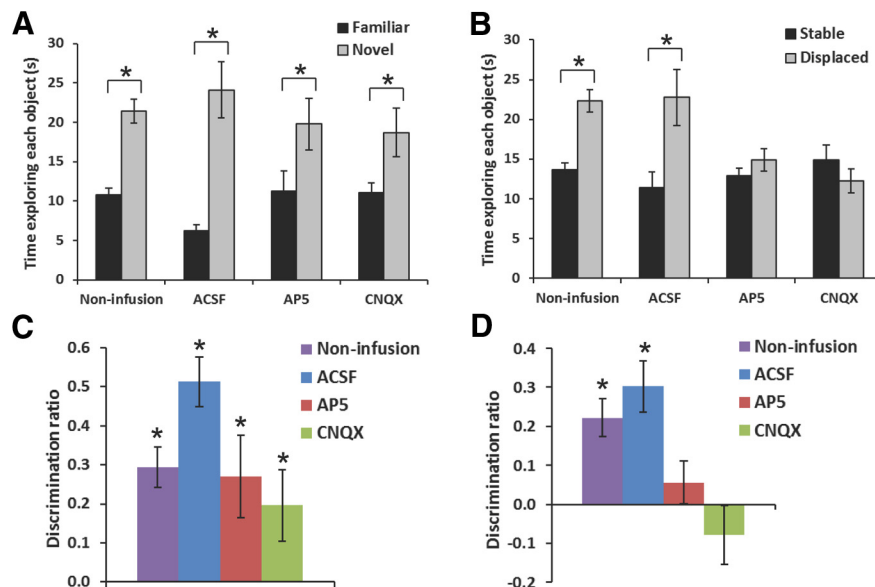 A
Familiar
Novel
Time exploring each object (s)
30
25
20
15
10
5
0
*
*
*
*
Non-infusion
ACSF
AP5
CNQX
B
Stable
Displaced
Time exploring each object (s)
30
25
20
15
10
5
0
*
*
Non-infusion
ACSF
AP5
CNQX
C
Discrimination ratio
0.6
0.5
0.4
0.3
0.2
0.1
0.0
*
*
*
*
Non-infusion
ACSF
AP5
CNQX
D
Discrimination ratio
0.4
0.3
0.2
0.1
0.0
-0.1
-0.2
*
*
Non-infusion
ACSF
AP5
CNQX